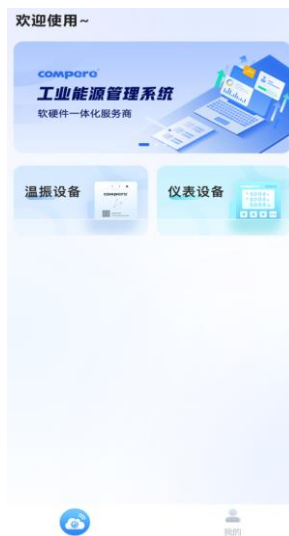 欢迎使用~
compere
工业能源管理系统
软硬件一体化服务商
温振设备
仪表设备
我的